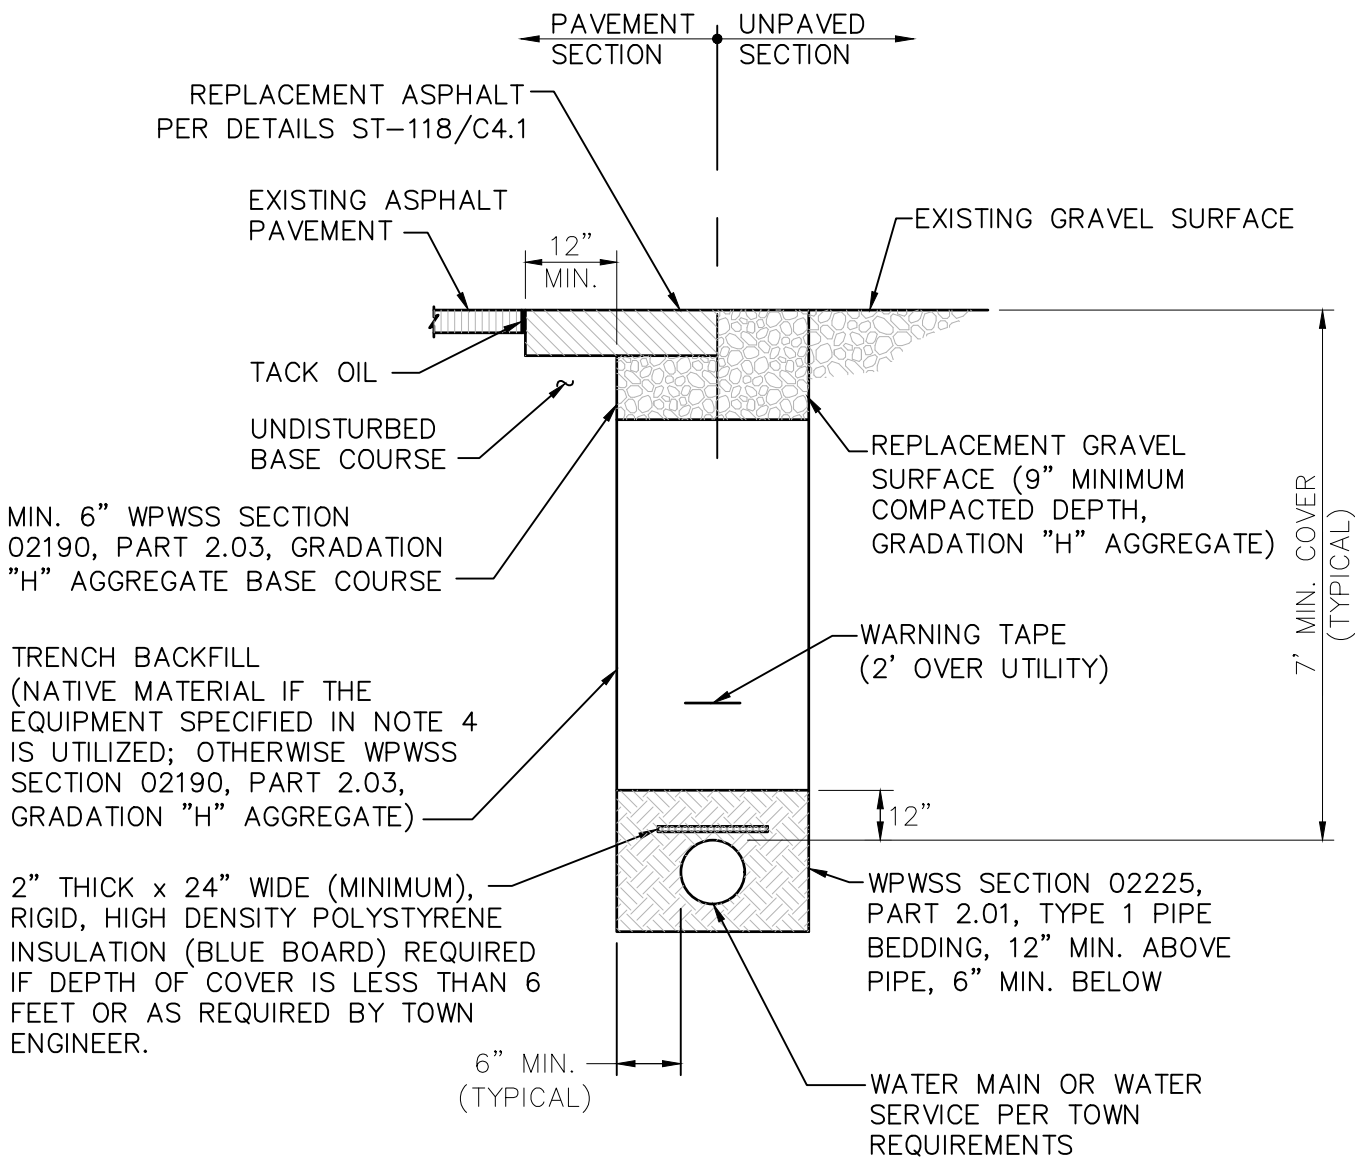 PAVEMENT
SECTION
UNPAVED
SECTION
REPLACEMENT ASPHALT
PER DETAILS ST-118/C4.1
EXISTING ASPHALT
PAVEMENT
12"
MIN.
EXISTING GRAVEL SURFACE
TACK OIL
UNDISTURBED
BASE COURSE
REPLACEMENT GRAVEL
SURFACE (9" MINIMUM
COMPACTED DEPTH,
GRADATION "H" AGGREGATE)
MIN. 6" WPWSS SECTION
02190, PART 2.03, GRADATION
"H" AGGREGATE BASE COURSE
7' MIN. COVER
(TYPICAL)
WARNING TAPE
(2' OVER UTILITY)
TRENCH BACKFILL
(NATIVE MATERIAL IF THE
EQUIPMENT SPECIFIED IN NOTE 4
IS UTILIZED; OTHERWISE WPWSS
SECTION 02190, PART 2.03,
GRADATION "H" AGGREGATE)
12"
2" THICK x 24" WIDE (MINIMUM),
RIGID, HIGH DENSITY POLYSTYRENE
INSULATION (BLUE BOARD) REQUIRED
IF DEPTH OF COVER IS LESS THAN 6
FEET OR AS REQUIRED BY TOWN
ENGINEER.
WPWSS SECTION 02225,
PART 2.01, TYPE 1 PIPE
BEDDING, 12" MIN. ABOVE
PIPE, 6" MIN. BELOW
6" MIN.
(TYPICAL)
WATER MAIN OR WATER
SERVICE PER TOWN
REQUIREMENTS